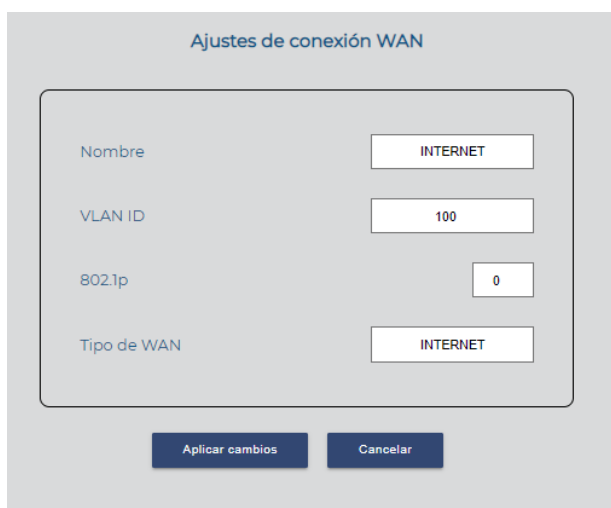 Ajustes de conexión WAN
Nombre INTERNET
VLAN ID 100
802.1p 0
Tipo de WAN INTERNET
Aplicar cambios Cancelar